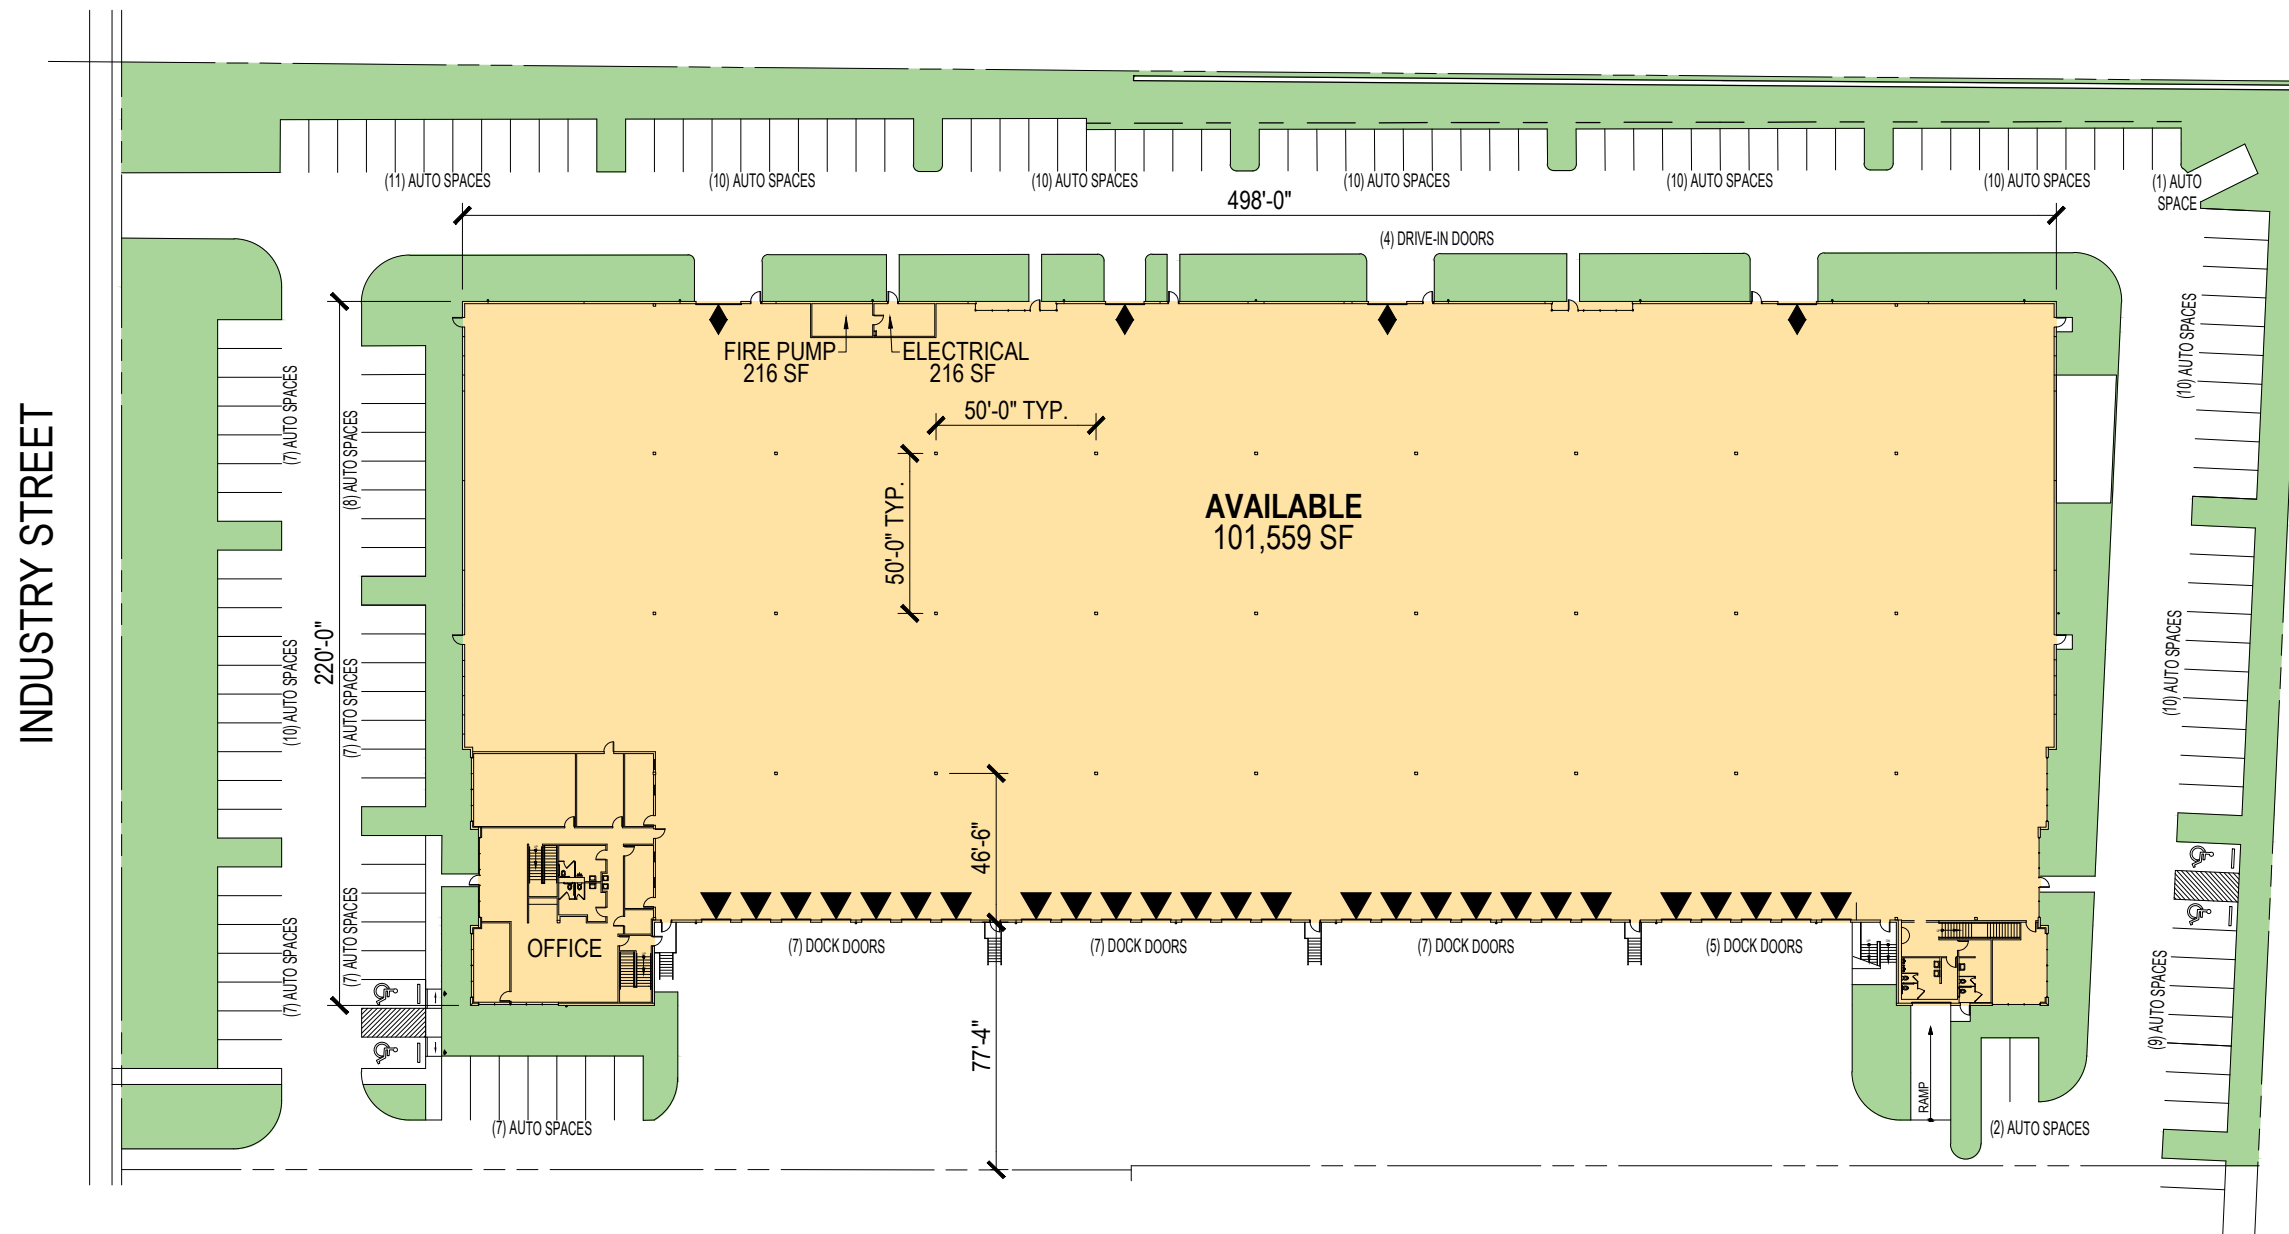 (11) AUTO SPACES
(10) AUTO SPACES
(10) AUTO SPACES
(10) AUTO SPACES
(10) AUTO SPACES
(10) AUTO SPACES
(1) AUTO
SPACE
498'-0"
(4) DRIVE-IN DOORS
INDUSTRY STREET
FIRE PUMP
216 SF
ELECTRICAL
216 SF
50'-0" TYP.
50'-0" TYP.
AVAILABLE
101,559 SF
220'-0"
(7) AUTO SPACES
(8) AUTO SPACES
(10) AUTO SPACES
(7) AUTO SPACES
(7) AUTO SPACES
(7) AUTO SPACES
(10) AUTO SPACES
(10) AUTO SPACES
(9) AUTO SPACES
46'-6"
OFFICE
(7) DOCK DOORS
(7) DOCK DOORS
(7) DOCK DOORS
(5) DOCK DOORS
77'-4"
RAMP
(7) AUTO SPACES
(2) AUTO SPACES